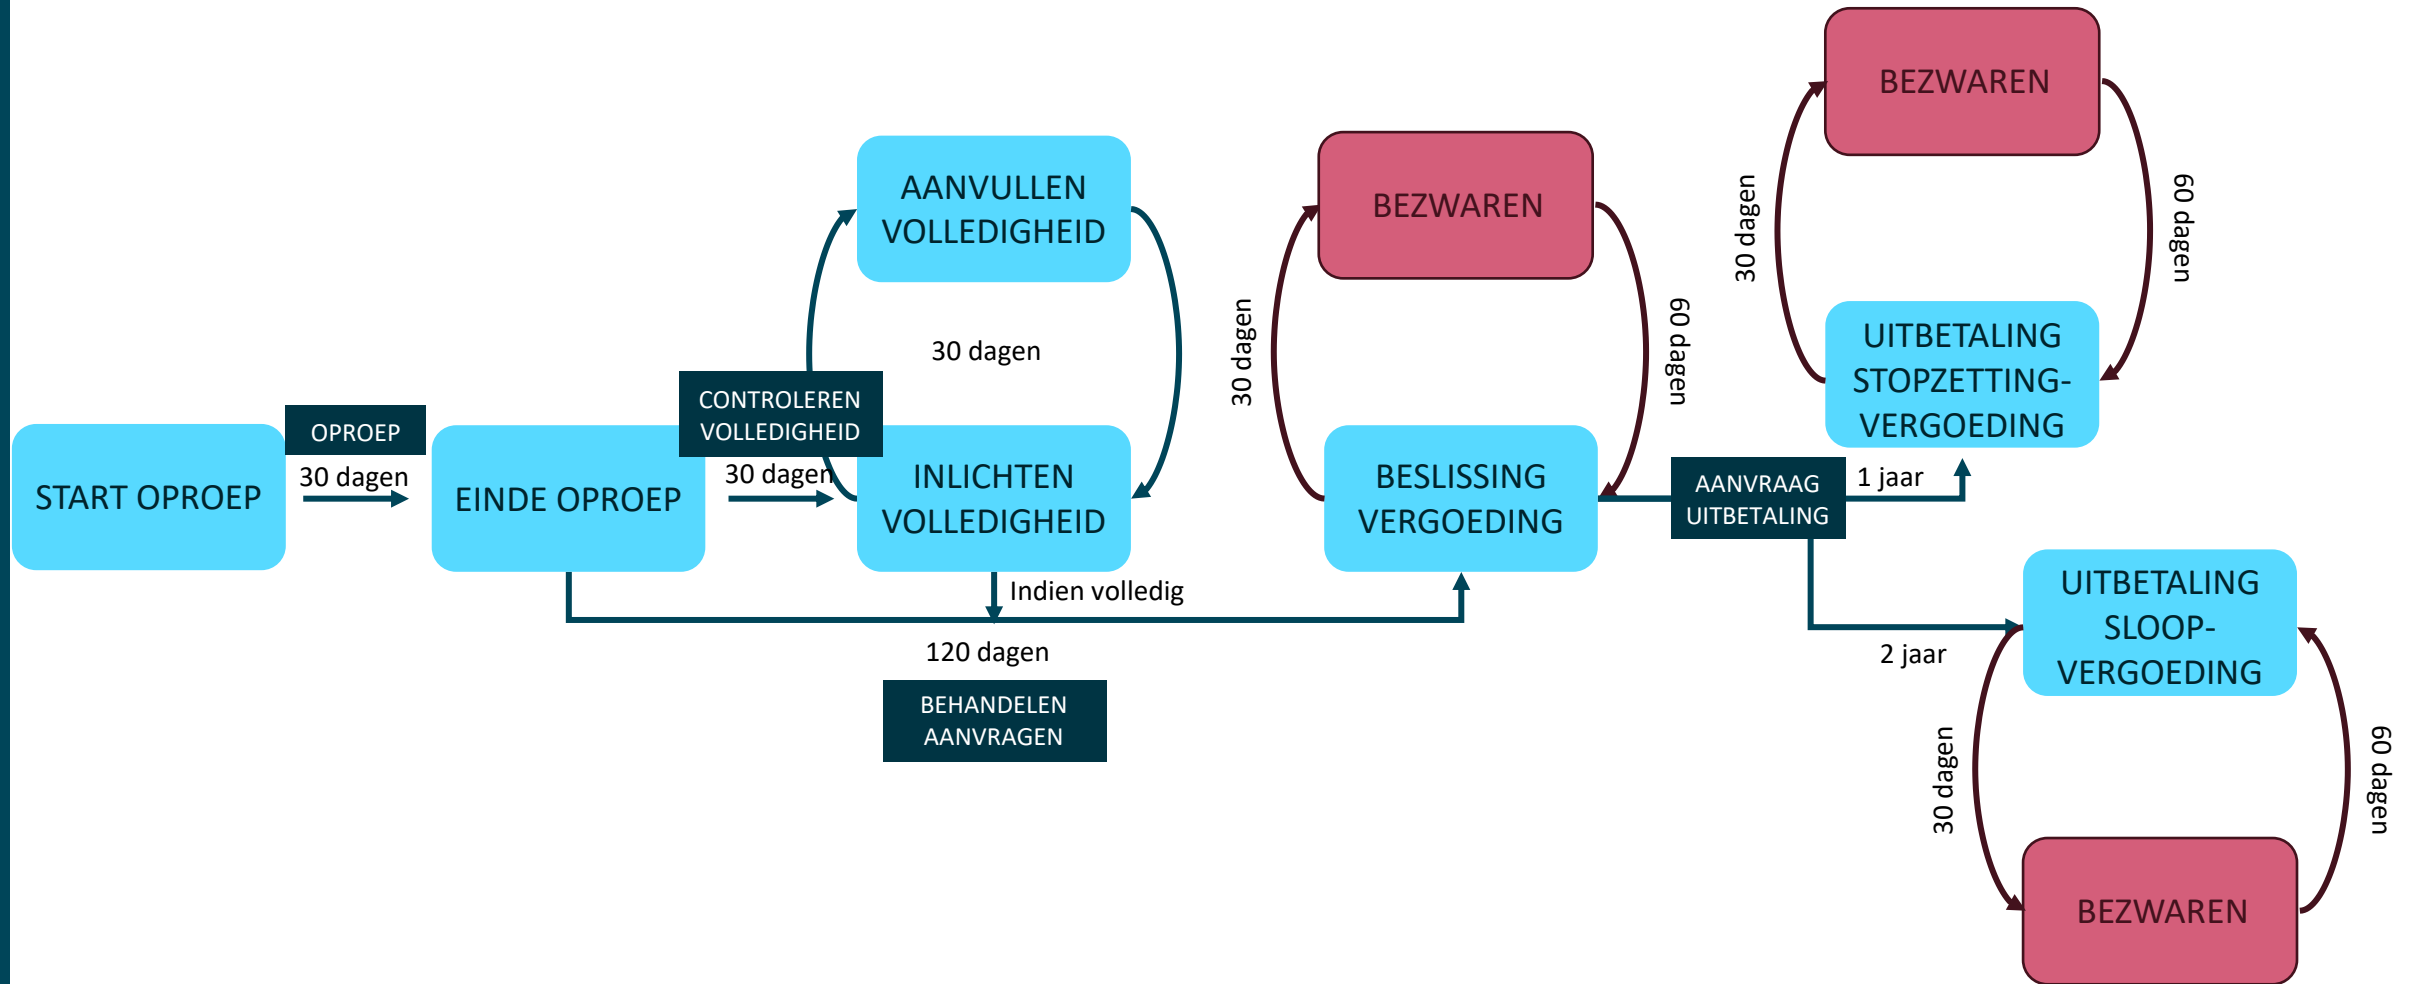 START OPROEP
OPROEP
30 dagen
EINDE OPROEP
CONTROLEREN
VOLLEDIGHEID
30 dagen
AANVULLEN
VOLLEDIGHEID
30 dagen
INLICHTEN
VOLLEDIGHEID
Indien volledig
120 dagen
BEHANDELEN
AANVRAGEN
BEZWAREN
30 dagen
60 dagen
BESLISSING
VERGOEDING
AANVRAAG
UITBETALING
1 jaar
2 jaar
BEZWAREN
30 dagen
60 dagen
UITBETALING
STOPZETTING-
VERGOEDING
UITBETALING
SLOOP-
VERGOEDING
30 dagen
60 dagen
BEZWAREN